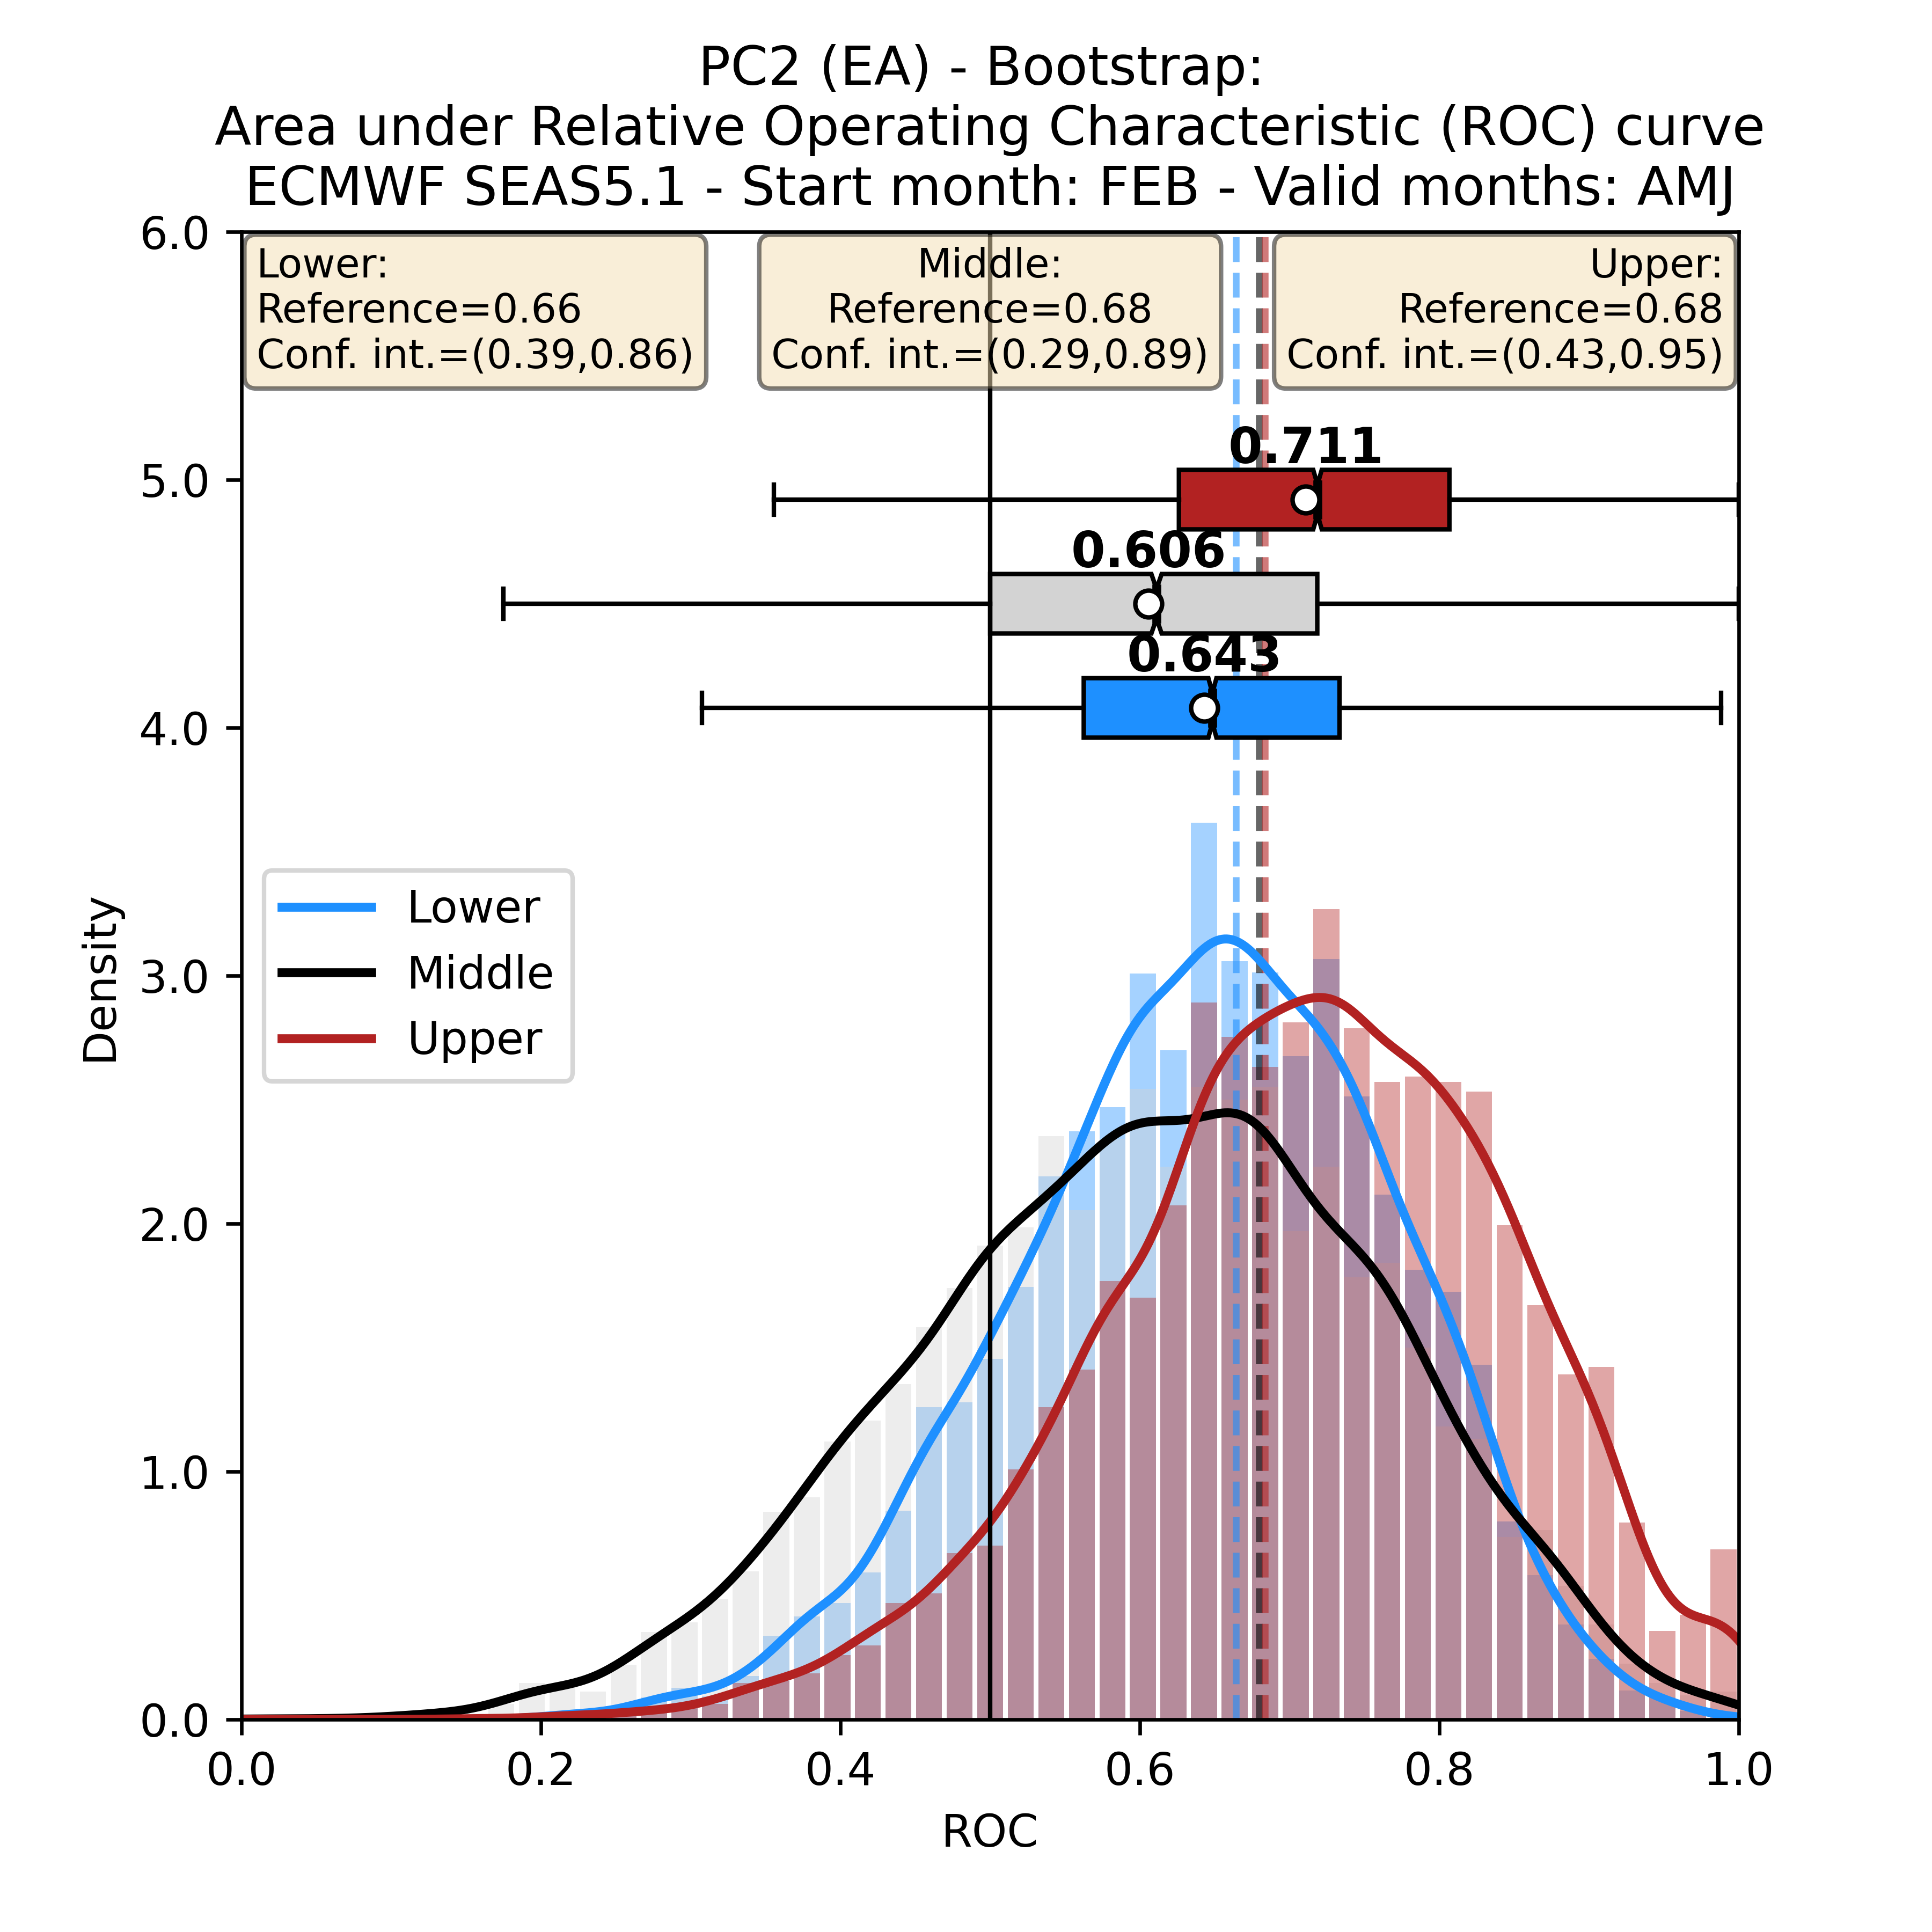 PC2 (EA) - Bootstrap:
Area under Relative Operating Characteristic (ROC) curve
ECMWF SEAS5.1 - Start month: FEB - Valid months: AMJ
Lower:
Reference=0.66
Conf. int.=(0.39,0.86)
Middle:
Reference=0.68
Conf. int.=(0.29,0.89)
Upper:
Reference=0.68
Conf. int.=(0.43,0.95)
0.711
0.606
0.643
Lower
Middle
Upper
Density
6.0
5.0
4.0
3.0
2.0
1.0
0.0
0.0 0.2 0.4 0.6 0.8 1.0
ROC